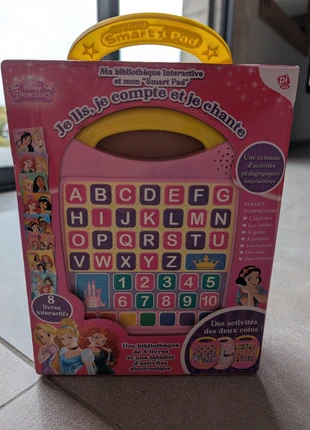 Smart Pad
pi
Ma bibliothèque interactive
et mon "Smart Pad"
Disney
PRINCESSES
Je lis, je compte et je chante
Une centaine
d'activités
pédagogiques
interactives
A B C D E F G
H I J K L M N
O P Q R S T U
V W X Y Z
1 2 3 4 5
6 7 8 9 10
8 livres
interactifs
Des activités
des deux côtés !
Une bibliothèque
de 8 livres
et une tablette
d'activités
électronique